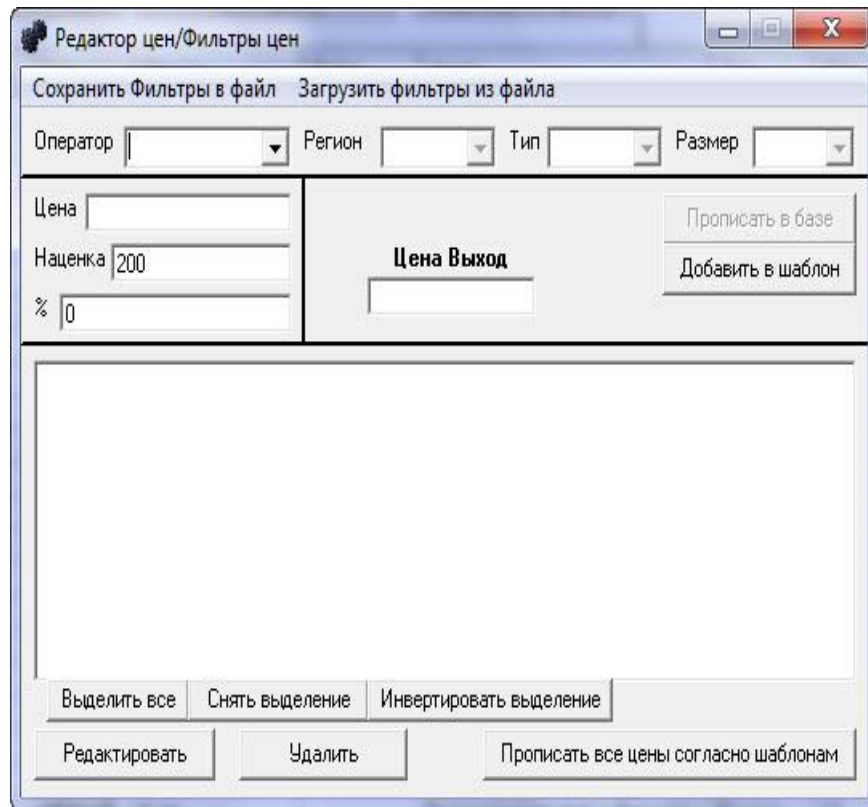 Редактор цен/Фильтры цен
X
Сохранить Фильтры в файл Загрузить фильтры из файла
Оператор Регион Тип Размер
Цена
Прописать в базе
Наценка 200
Цена Выход
Добавить в шаблон
% 0
Выделить все Снять выделение Инвертировать выделение
Редактировать Удалить Прописать все цены согласно шаблонам